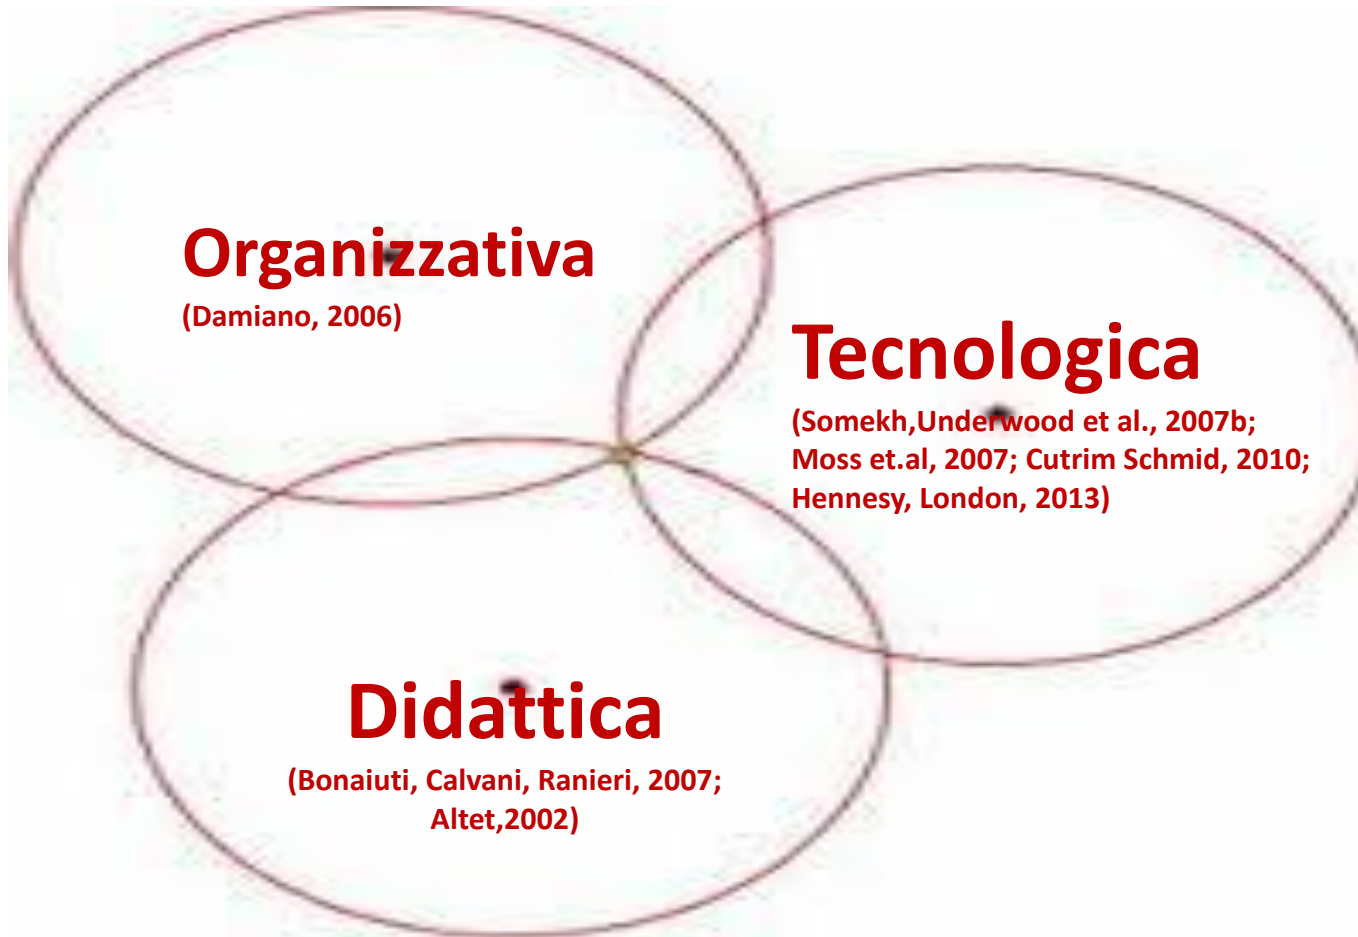 Organizzativa
(Damiano, 2006)
Tecnologica
(Somekh,Underwood et al., 2007b;
Moss et.al, 2007; Cutrim Schmid, 2010;
Hennesy, London, 2013)
Didattica
(Bonaiuti, Calvani, Ranieri, 2007;
Altet,2002)